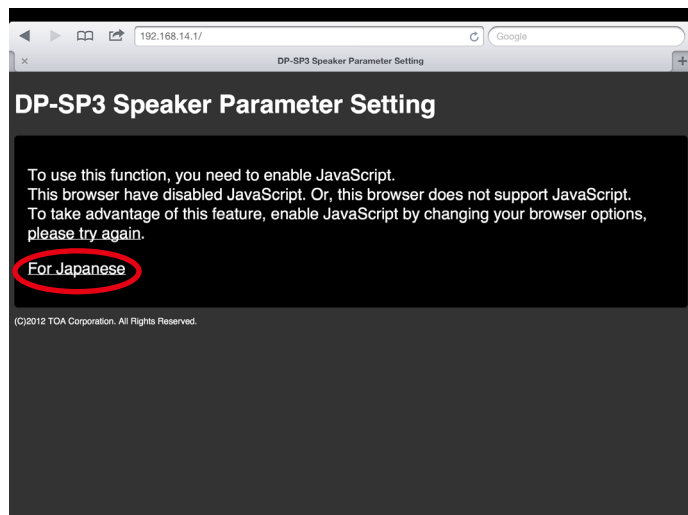 192.168.14.1/
Google
DP-SP3 Speaker Parameter Setting
DP-SP3 Speaker Parameter Setting
To use this function, you need to enable JavaScript.
This browser have disabled JavaScript. Or, this browser does not support JavaScript.
To take advantage of this feature, enable JavaScript by changing your browser options,
please try again.
For Japanese
(C)2012 TOA Corporation. All Rights Reserved.